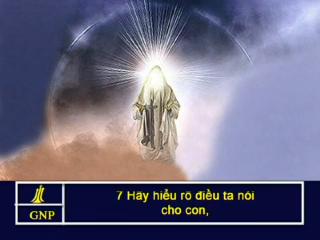 7 Hãy hiểu rõ điều ta nói
cho con,
GNP